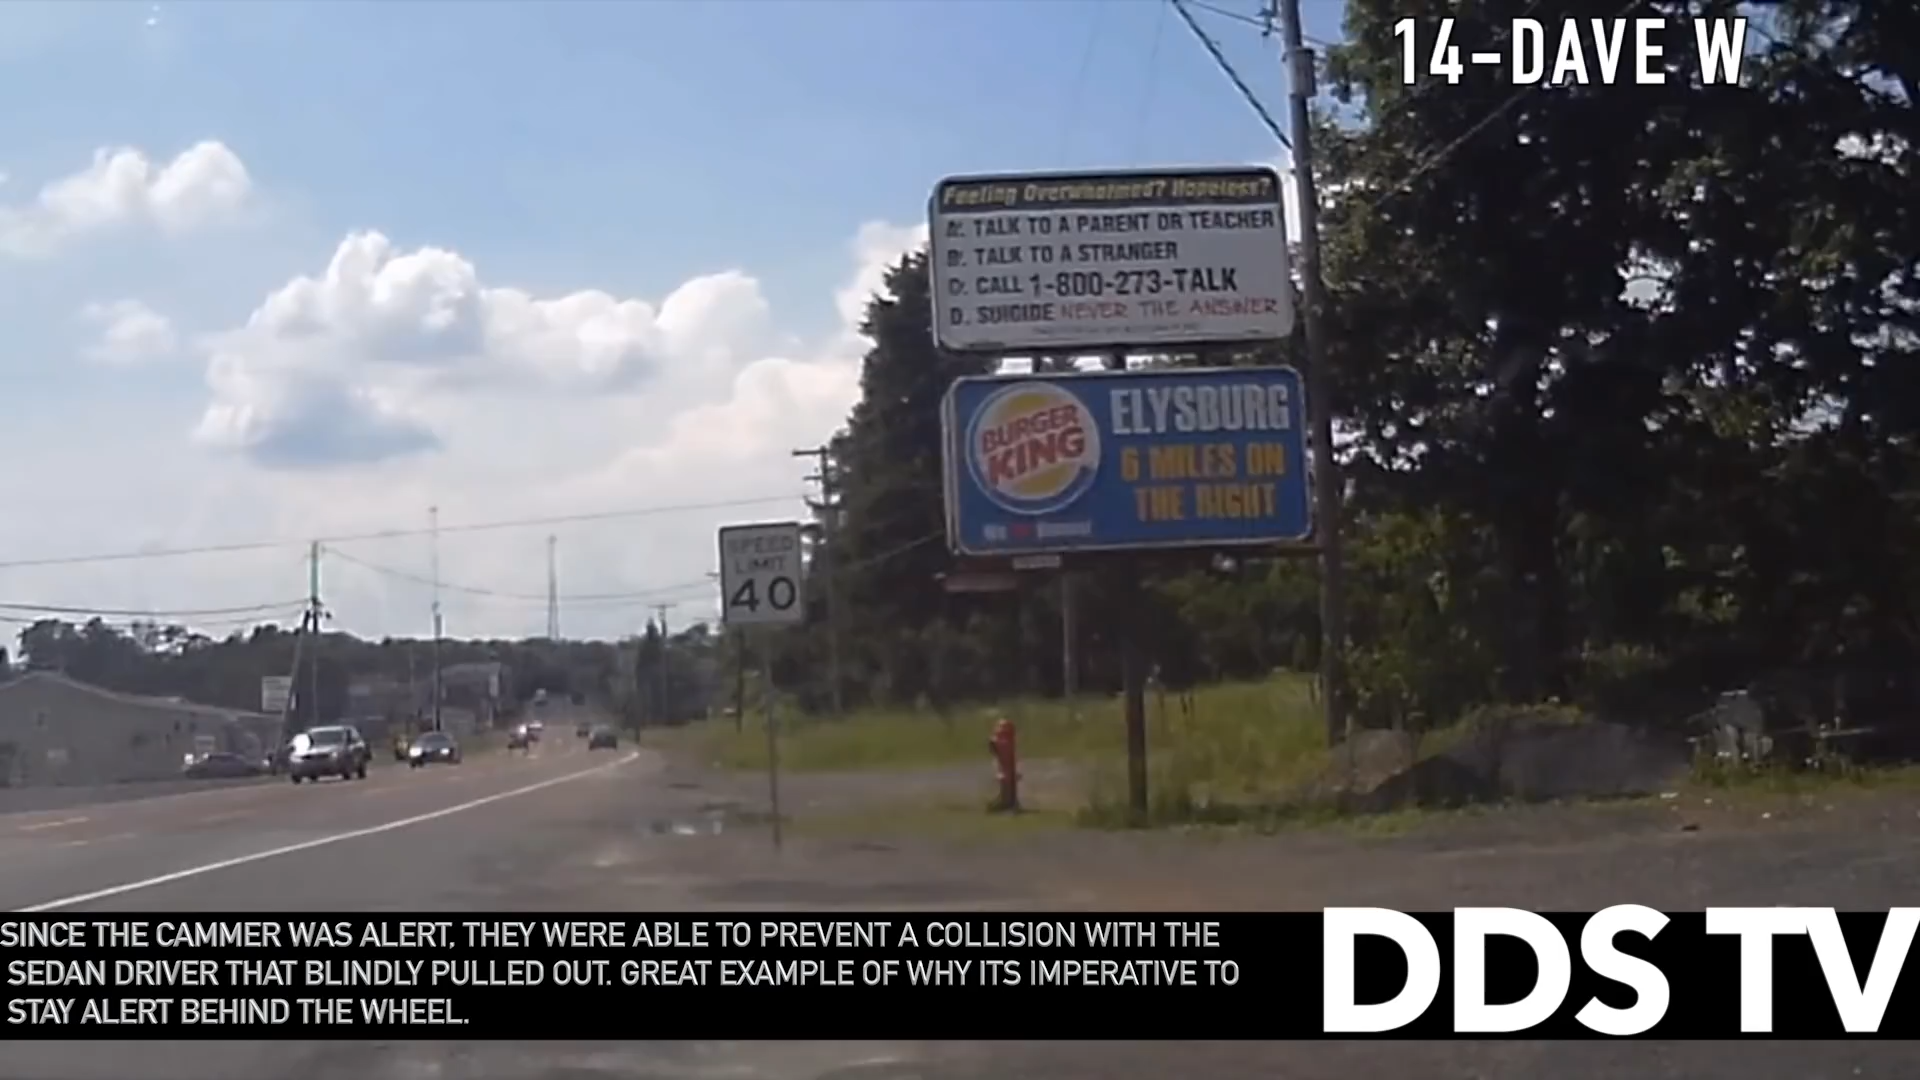 14-DAVE W
Feeling Overwhelmed? Hopeless?
A. TALK TO A PARENT OR TEACHER
B. TALK TO A STRANGER
D. CALL 1-800-273-TALK
D. SUICIDE NEVER THE ANSWER
BURGER
KING
ELYSBURG
6 MILES ON
THE RIGHT
SPEED
LIMIT
40
SINCE THE CAMMER WAS ALERT, THEY WERE ABLE TO PREVENT A COLLISION WITH THE
SEDAN DRIVER THAT BLINDLY PULLED OUT. GREAT EXAMPLE OF WHY ITS IMPERATIVE TO
STAY ALERT BEHIND THE WHEEL.
DDS TV